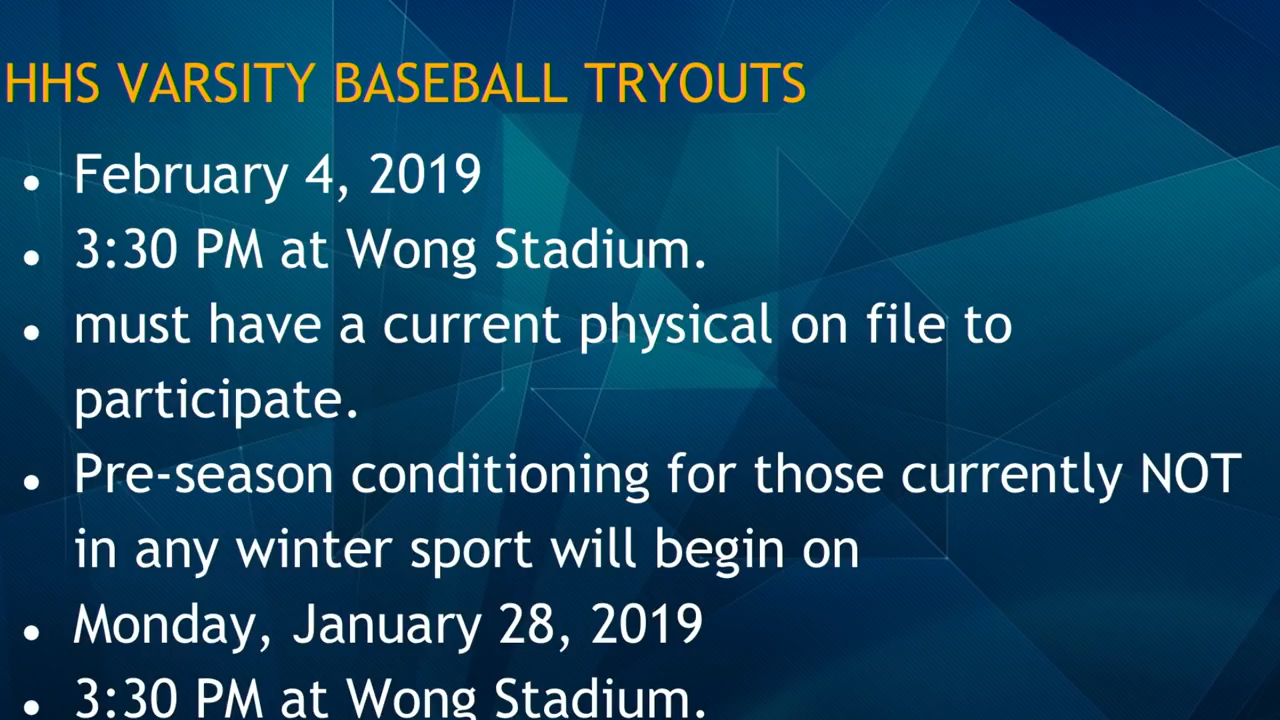 HHS VARSITY BASEBALL TRYOUTS
• February 4, 2019
• 3:30 PM at Wong Stadium.
• must have a current physical on file to
participate.
• Pre-season conditioning for those currently NOT
in any winter sport will begin on
• Monday, January 28, 2019
• 3:30 PM at Wong Stadium.